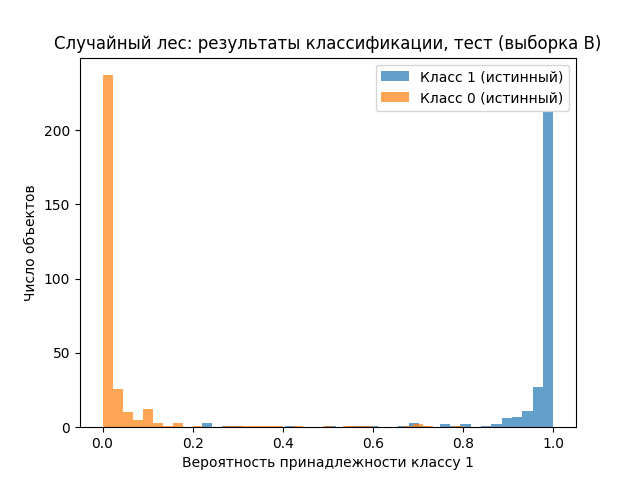 Случайный лес: результаты классификации, тест (выборка B)
Класс 1 (истинный)
Класс 0 (истинный)
Число объектов
200
150
100
50
0
0.0 0.2 0.4 0.6 0.8 1.0
Вероятность принадлежности классу 1